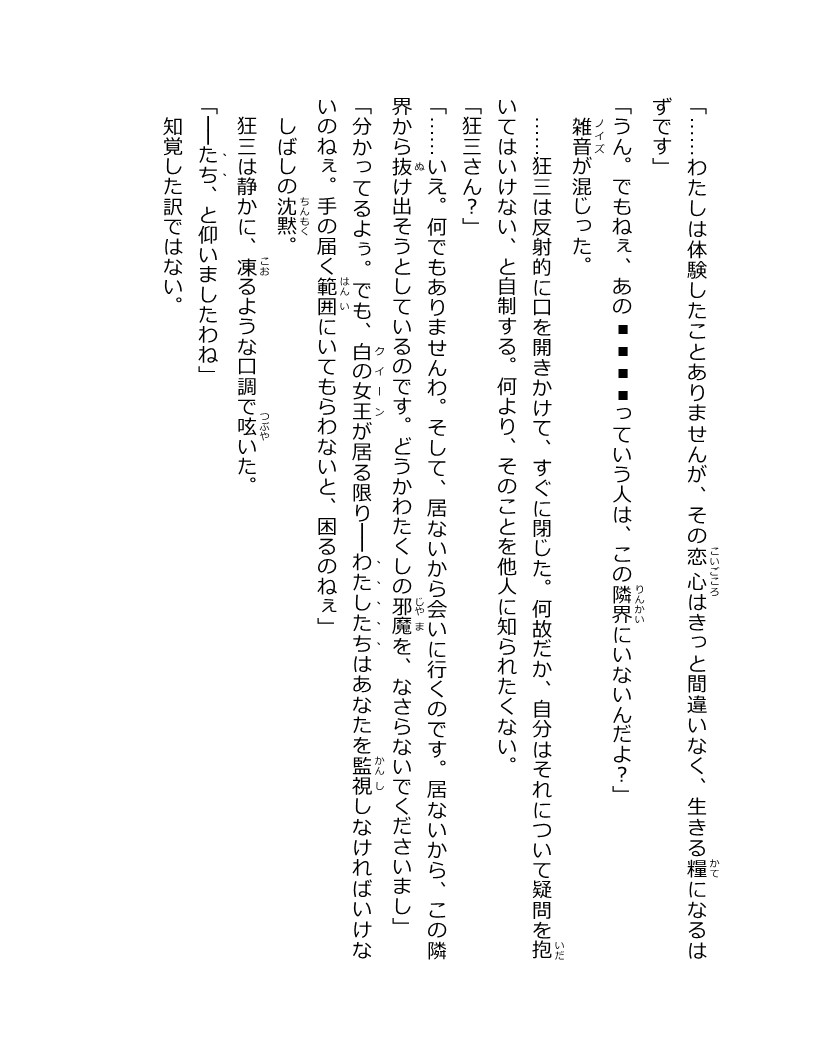 「……わたしは体験したことありませんが、その恋心はきっと間違いなく、生きる糧になるは
ずです」
「うん。でもねぇ、あの■■■■っていう人は、この隣界にいないんだよ？」
雑音が混じった。
……狂三は反射的に口を開きかけて、すぐに閉じた。何故だか、自分はそれについて疑問を抱
いてはいけない、と自制する。何より、そのことを他人に知られたくない。
「狂三さん？」
「……いえ。何でもありませんわ。そして、居ないから会いに行くのです。居ないから、この隣
界から抜け出そうとしているのです。どうかわたくしの邪魔を、なさらないでくださいまし」
「分かってるよぅ。でも、白の女王が居る限り──わたしたちはあなたを監視しなければいけな
いのねぇ。手の届く範囲にいてもらわないと、困るのねぇ」
しばしの沈黙。
狂三は静かに、凍るような口調で呟いた。
「──たち、と仰いましたわね」
知覚した訳ではない。